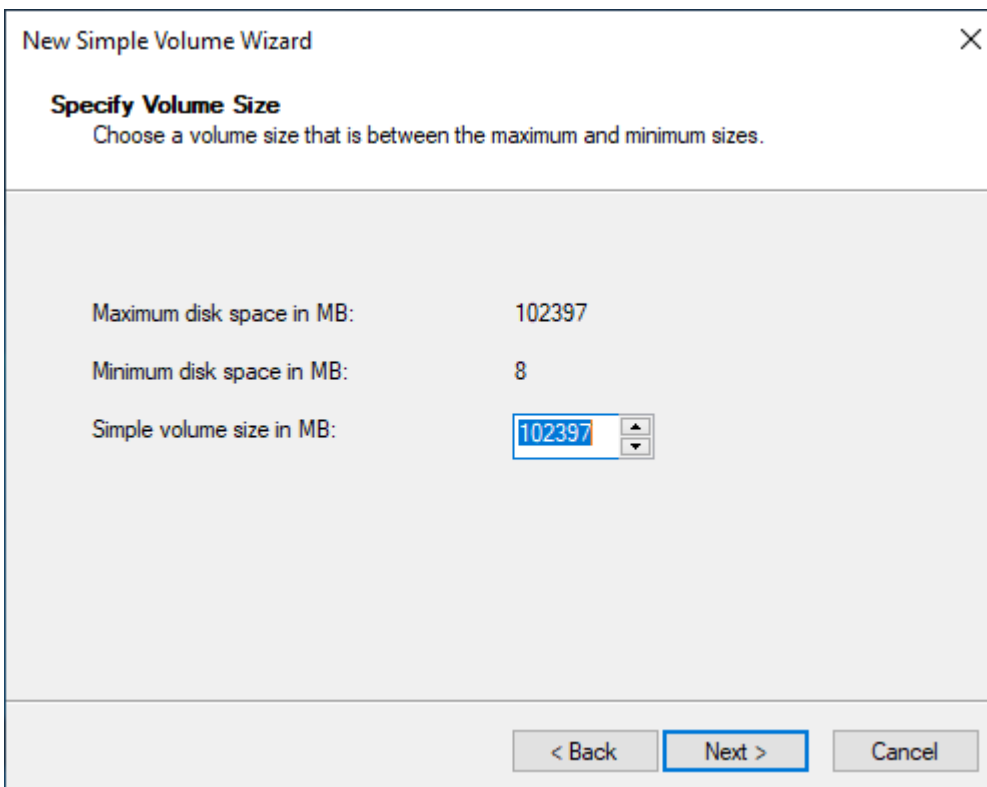 New Simple Volume Wizard
Specify Volume Size
Choose a volume size that is between the maximum and minimum sizes.
Maximum disk space in MB: 102397
Minimum disk space in MB: 8
Simple volume size in MB: 102397
< Back Next > Cancel